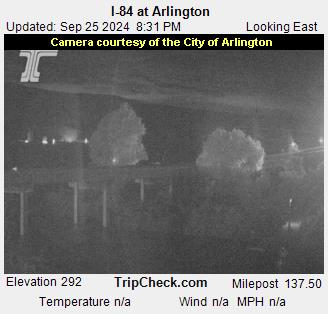 I-84 at Arlington
Updated: Sep 25 2024 8:31 PM Looking East
Camera courtesy of the City of Arlington
Elevation 292 TripCheck.com Milepost 137.50
Temperature n/a Wind n/a MPH n/a